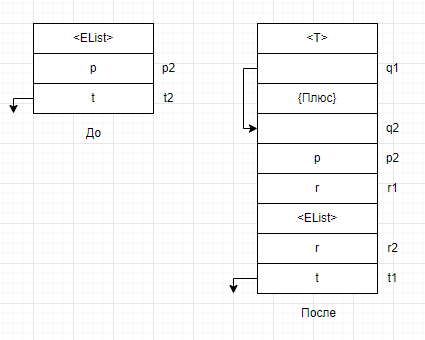 <EList>
p p2
t t2
До
<T>
q1
{Плюс}
q2
p p2
r r1
<EList>
r r2
t t1
После